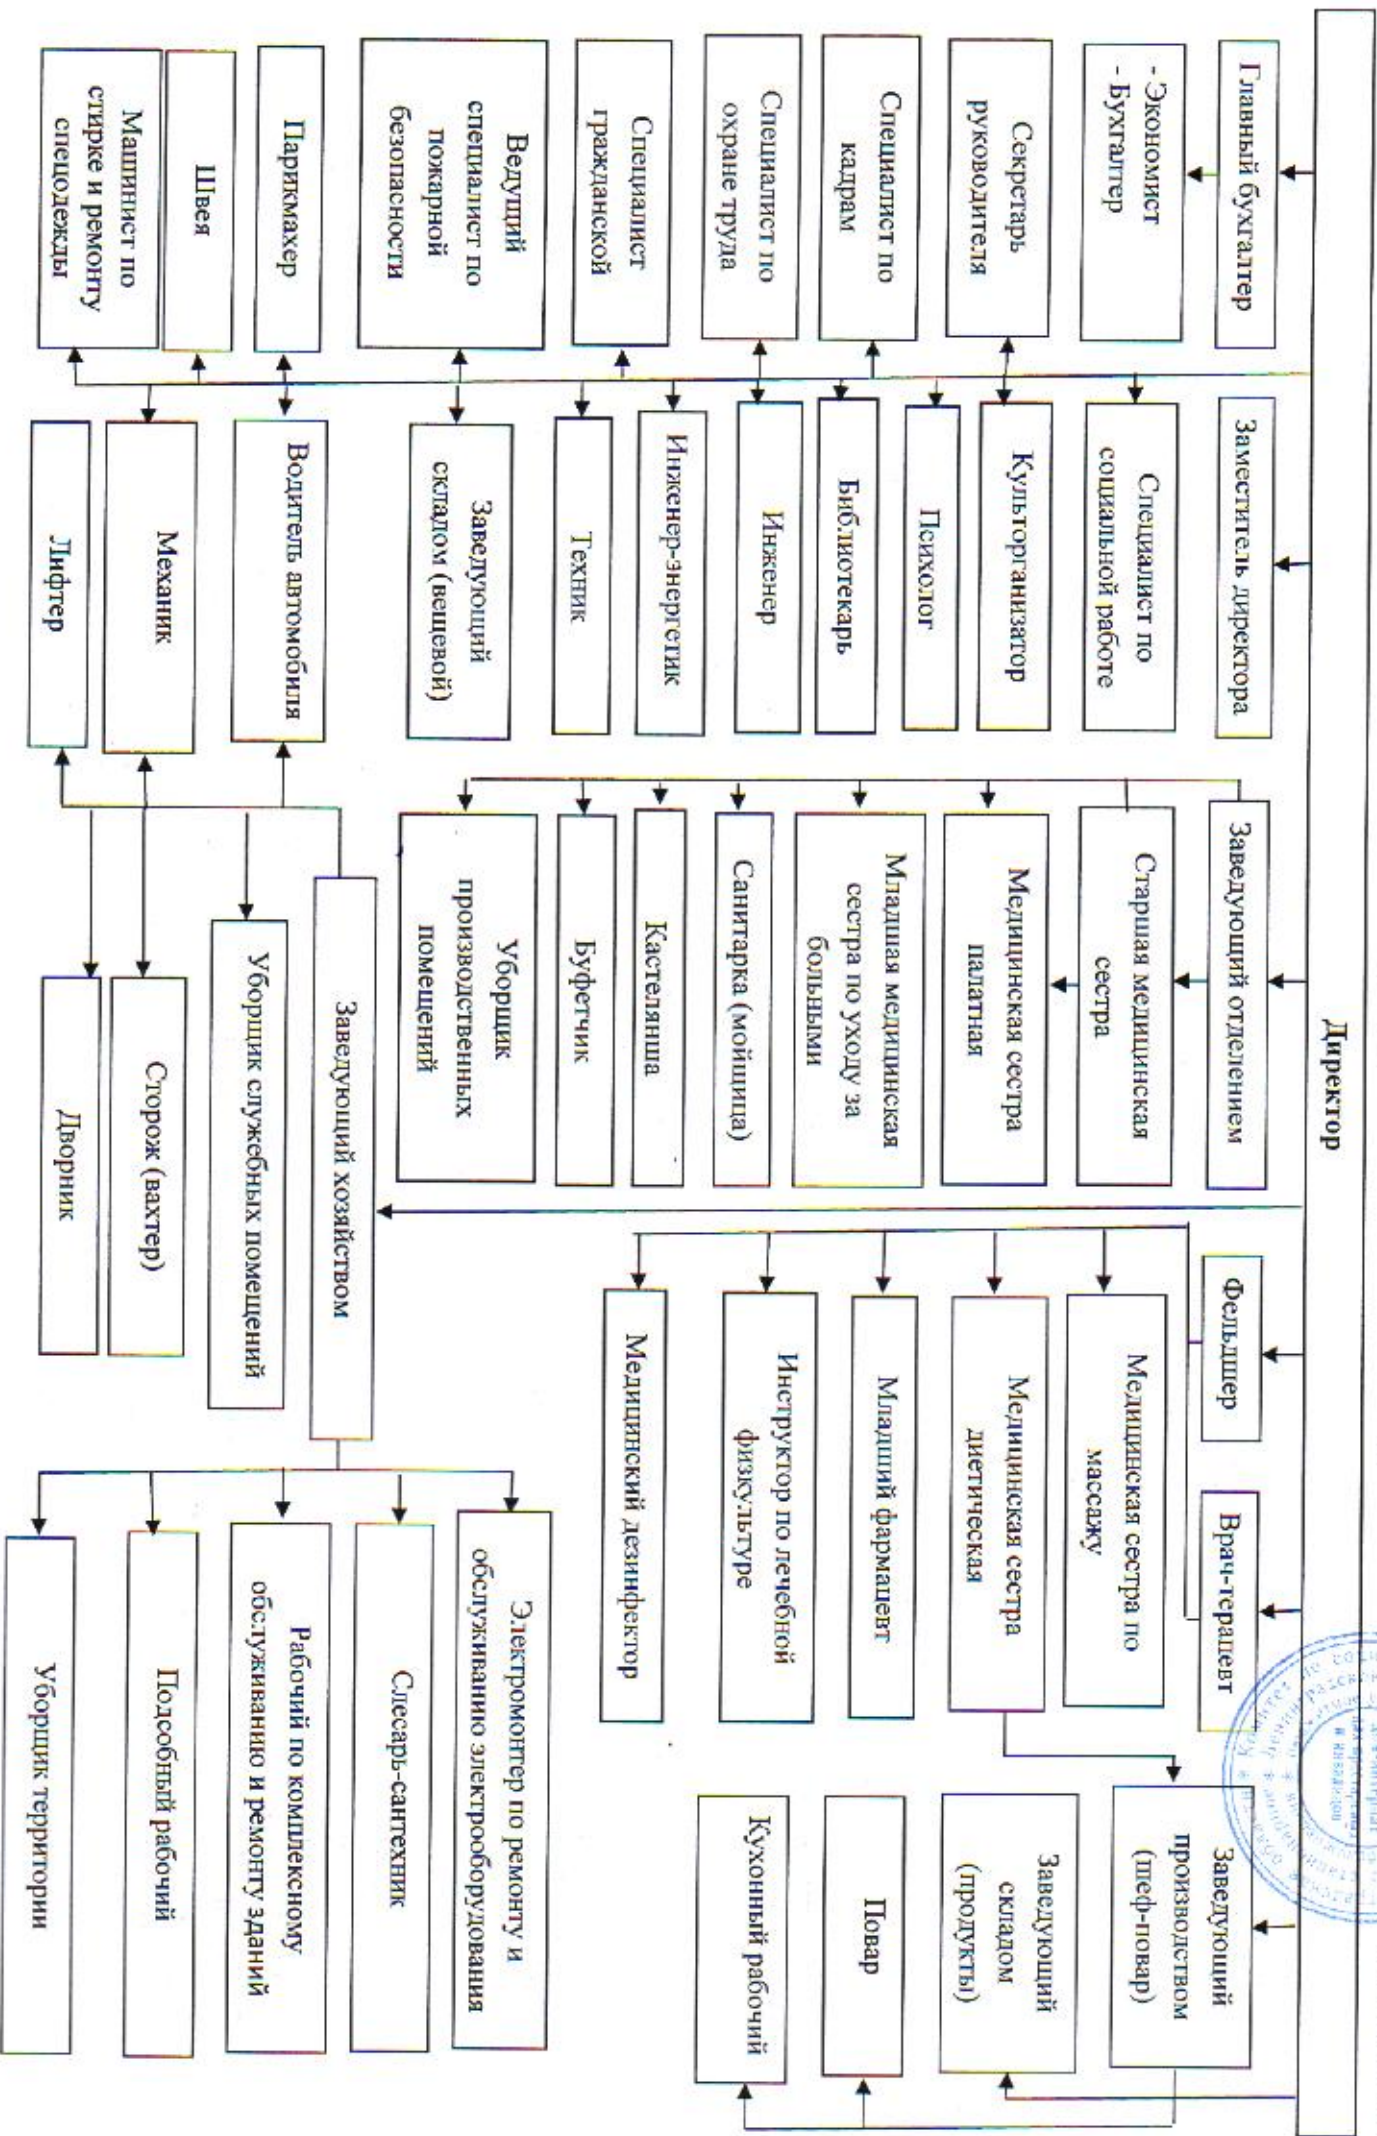 Директор
Главный бухгалтер
- Экономист
- Бухгалтер
Секретарь
руководителя
Специалист по
кадрам
Специалист по
охране труда
Специалист
гражданской
Ведущий
специалист по
пожарной
безопасности
Парикмахер
Швея
Машинист по
стирке и ремонту
спецодежды
Заместитель директора
Специалист по
социальной работе
Культорганизатор
Психолог
Библиотекарь
Инженер
Инженер-энергетик
Техник
Заведующий
складом (вещевой)
Водитель автомобиля
Механик
Лифтер
Заведующий отделением
Старшая медицинская
сестра
Медицинская сестра
палатная
Младшая медицинская
сестра по уходу за
больными
Санитарка (мойщица)
Кастелянша
Буфетчик
Уборщик
производственных
помещений
Заведующий хозяйством
Уборщик служебных помещений
Сторож (вахтер)
Дворник
Фельдшер
Врач-терапевт
Медицинская сестра по
массажу
Медицинская сестра
диетическая
Младший фармацевт
Инструктор по лечебной
физкультуре
Медицинский дезинфектор
Заведующий
производством
(шеф-повар)
Заведующий
складом
(продукты)
Повар
Кухонный рабочий
Электромонтер по ремонту и
обслуживанию электрооборудования
Слесарь-сантехник
Рабочий по комплексному
обслуживанию и ремонту зданий
Подсобный рабочий
Уборщик территории
и инвалидов